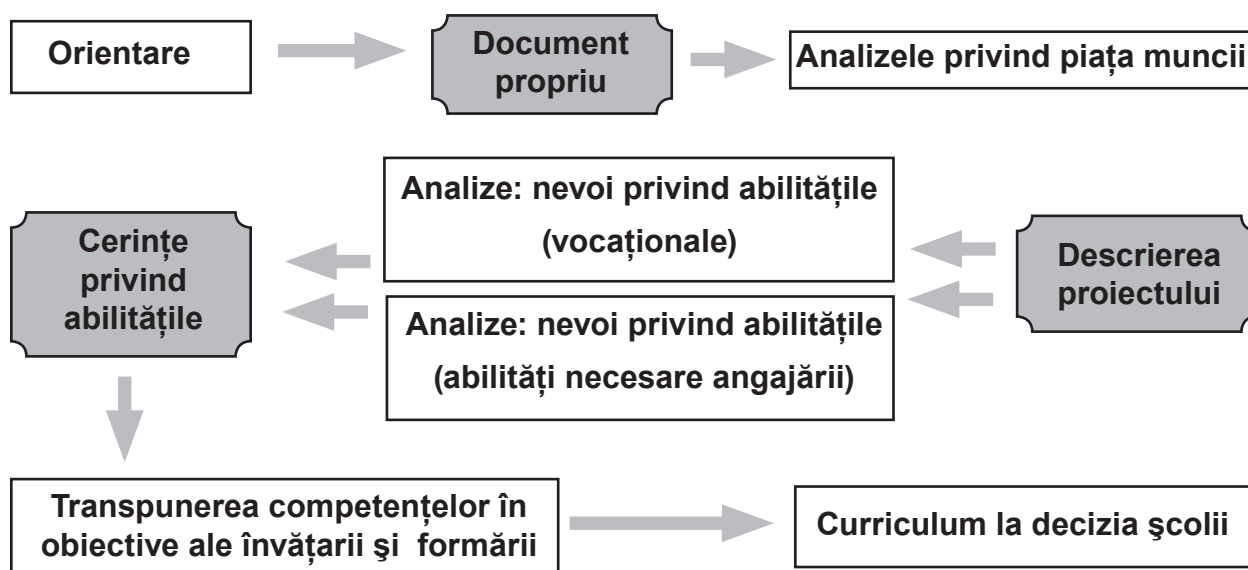 Orientare
Document
propriu
Analizele privind piața muncii
Analize: nevoi privind abilitățile
(vocaționale)
Cerințe
privind
abilitățile
Descrierea
proiectului
Analize: nevoi privind abilitățile
(abilități necesare angajării)
Transpunerea competențelor în
obiective ale învățarii şi formării
Curriculum la decizia şcolii